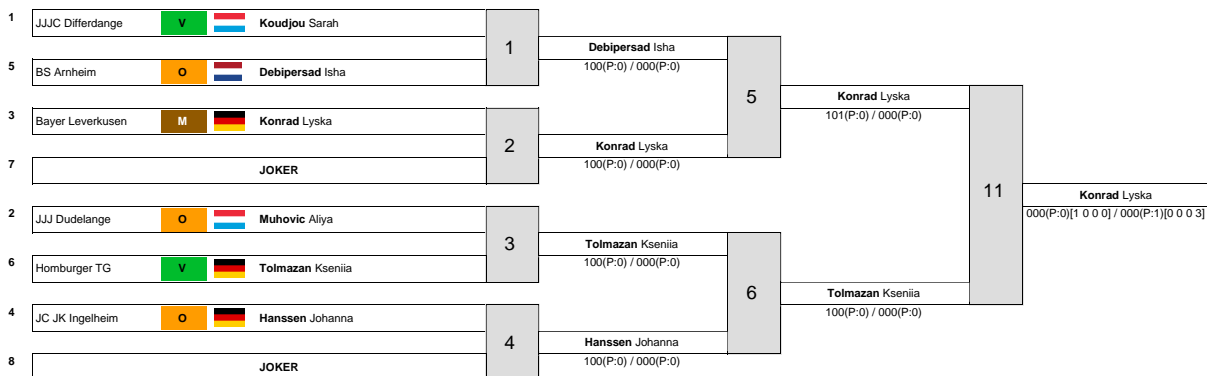 1 JJJC Differdange V Koudjou Sarah
1
Debipersad Isha
100(P:0) / 000(P:0)
5 BS Arnheim O Debipersad Isha
5
Konrad Lyska
101(P:0) / 000(P:0)
3 Bayer Leverkusen M Konrad Lyska
2
Konrad Lyska
100(P:0) / 000(P:0)
7 JOKER
11
Konrad Lyska
000(P:0)[1 0 0 0] / 000(P:1)[0 0 0 3]
2 JJJ Dudelange O Muhovic Aliya
3
Tolmazan Kseniia
100(P:0) / 000(P:0)
6 Homburger TG V Tolmazan Kseniia
6
Tolmazan Kseniia
100(P:0) / 000(P:0)
4 JC JK Ingelheim O Hanssen Johanna
4
Hanssen Johanna
100(P:0) / 000(P:0)
8 JOKER